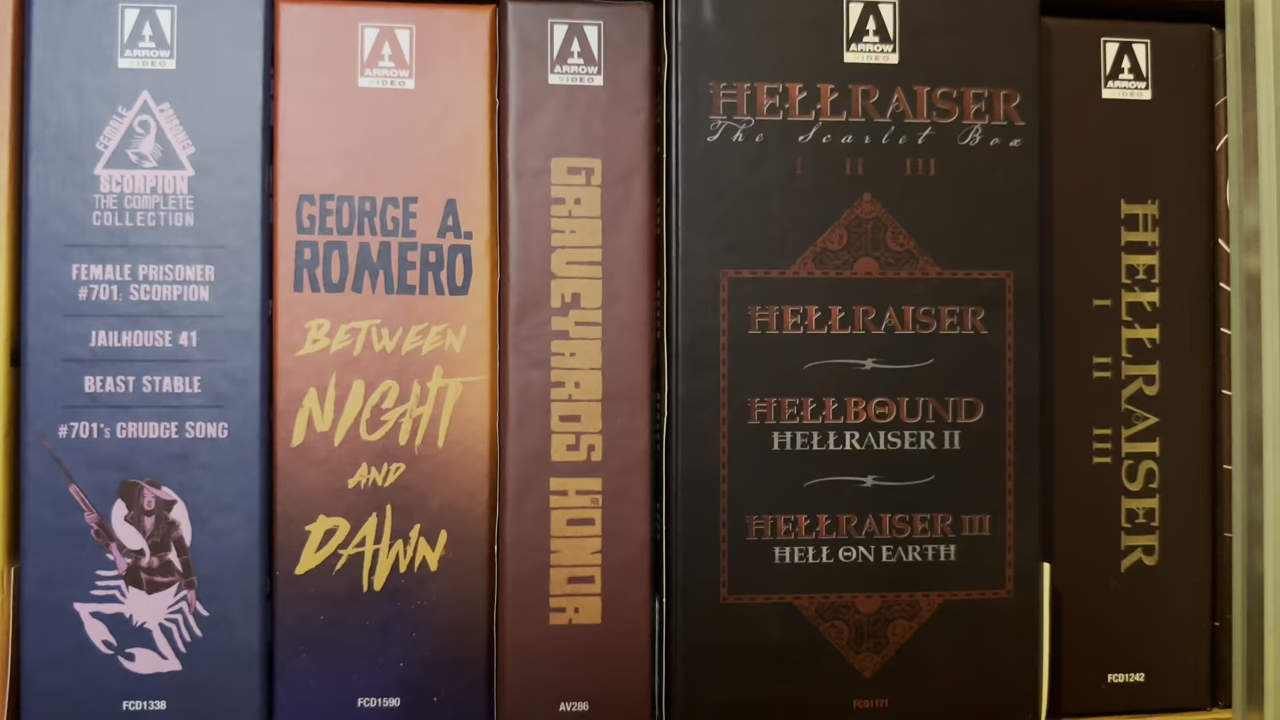 ARROW
VIDEO
FEMALE PRISONER
SCORPION
THE COMPLETE
COLLECTION
FEMALE PRISONER
#701: SCORPION
JAILHOUSE 41
BEAST STABLE
#701's GRUDGE SONG
FCD1338
ARROW
VIDEO
GEORGE A.
ROMERO
BETWEEN
NIGHT
AND
DAWN
FCD1590
ARROW
VIDEO
GRAVEYARDS OF HONOR
AV286
ARROW
VIDEO
HELLRAISER
The Scarlet Box
I II III
HELLRAISER
HELLBOUND
HELLRAISER II
HELLRAISER III
HELL ON EARTH
FCD1171
ARROW
VIDEO
HELLRAISER
I II III
FCD1242